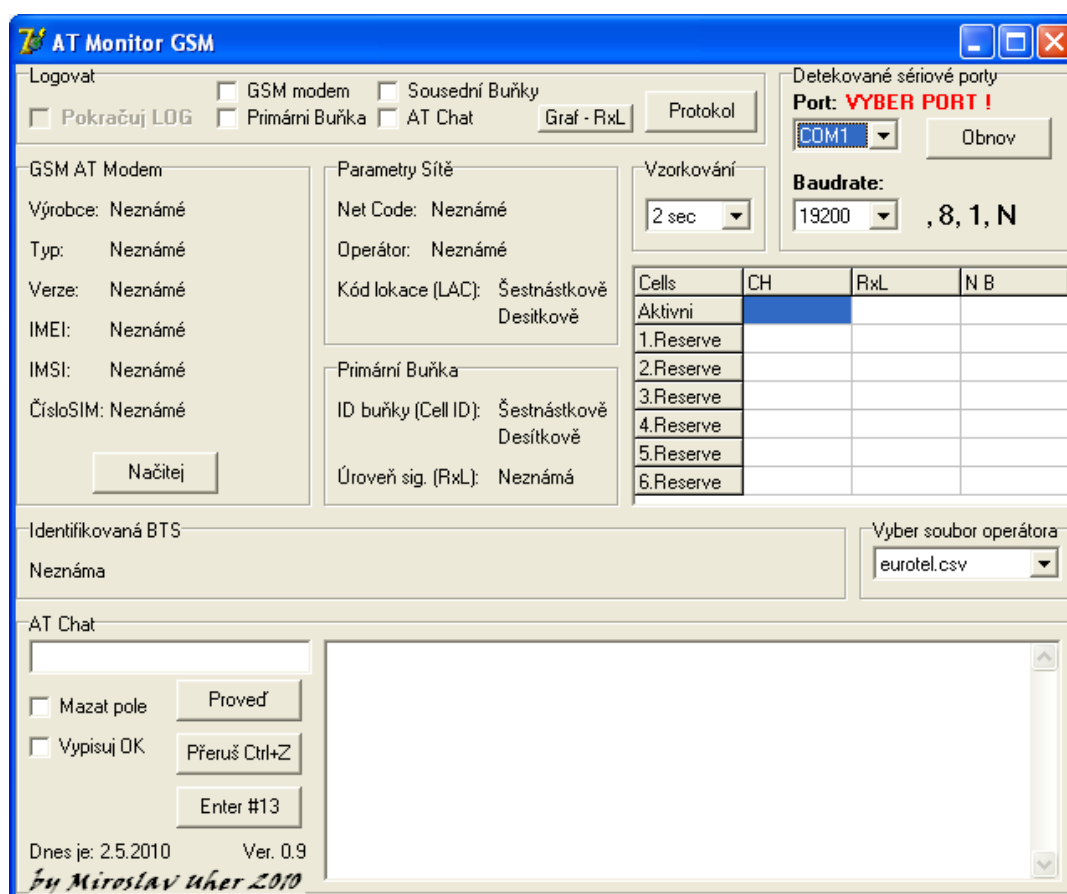 AT Monitor GSM
Logovat
Pokračuj LOG
GSM modem
Sousední Buňky
Primárni Buňka
AT Chat
Graf - RxL
Protokol
Detekované sériové porty
Port: VYBER PORT !
COM1
Obnov
Baudrate:
19200
, 8, 1, N
GSM AT Modem
Výrobce: Neznámé
Typ: Neznámé
Verze: Neznámé
IMEI: Neznámé
IMSI: Neznámé
ČísloSIM: Neznámé
Načitej
Parametry Sítě
Net Code: Neznámé
Operátor: Neznámé
Kód lokace (LAC): Šestnástkově
Desitkově
Primární Buňka
ID buňky (Cell ID): Šestnástkově
Desítkově
Úroveň sig. (RxL): Neznámá
Vzorkování
2 sec
Cells CH RxL N B
Aktivni
1.Reserve
2.Reserve
3.Reserve
4.Reserve
5.Reserve
6.Reserve
Identifikovaná BTS
Neznáma
Vyber soubor operátora
eurotel.csv
AT Chat
Mazat pole
Proveď
Vypisuj OK
Přeruš Ctrl+Z
Enter #13
Dnes je: 2.5.2010 Ver. 0.9
by Miroslav Uher 2010